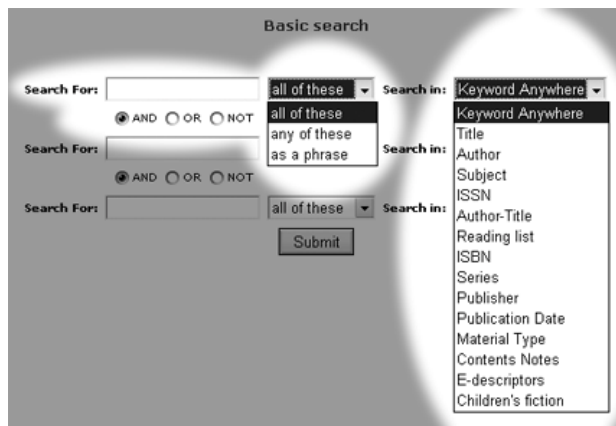 Basic search
Search For: all of these Search in: Keyword Anywhere
AND OR NOT
all of these
any of these
as a phrase
Keyword Anywhere
Title
Author
Subject
ISSN
Author-Title
Reading list
ISBN
Series
Publisher
Publication Date
Material Type
Contents Notes
E-descriptors
Children's fiction
Search For: Search in:
AND OR NOT
Search For: all of these Search in:
Submit